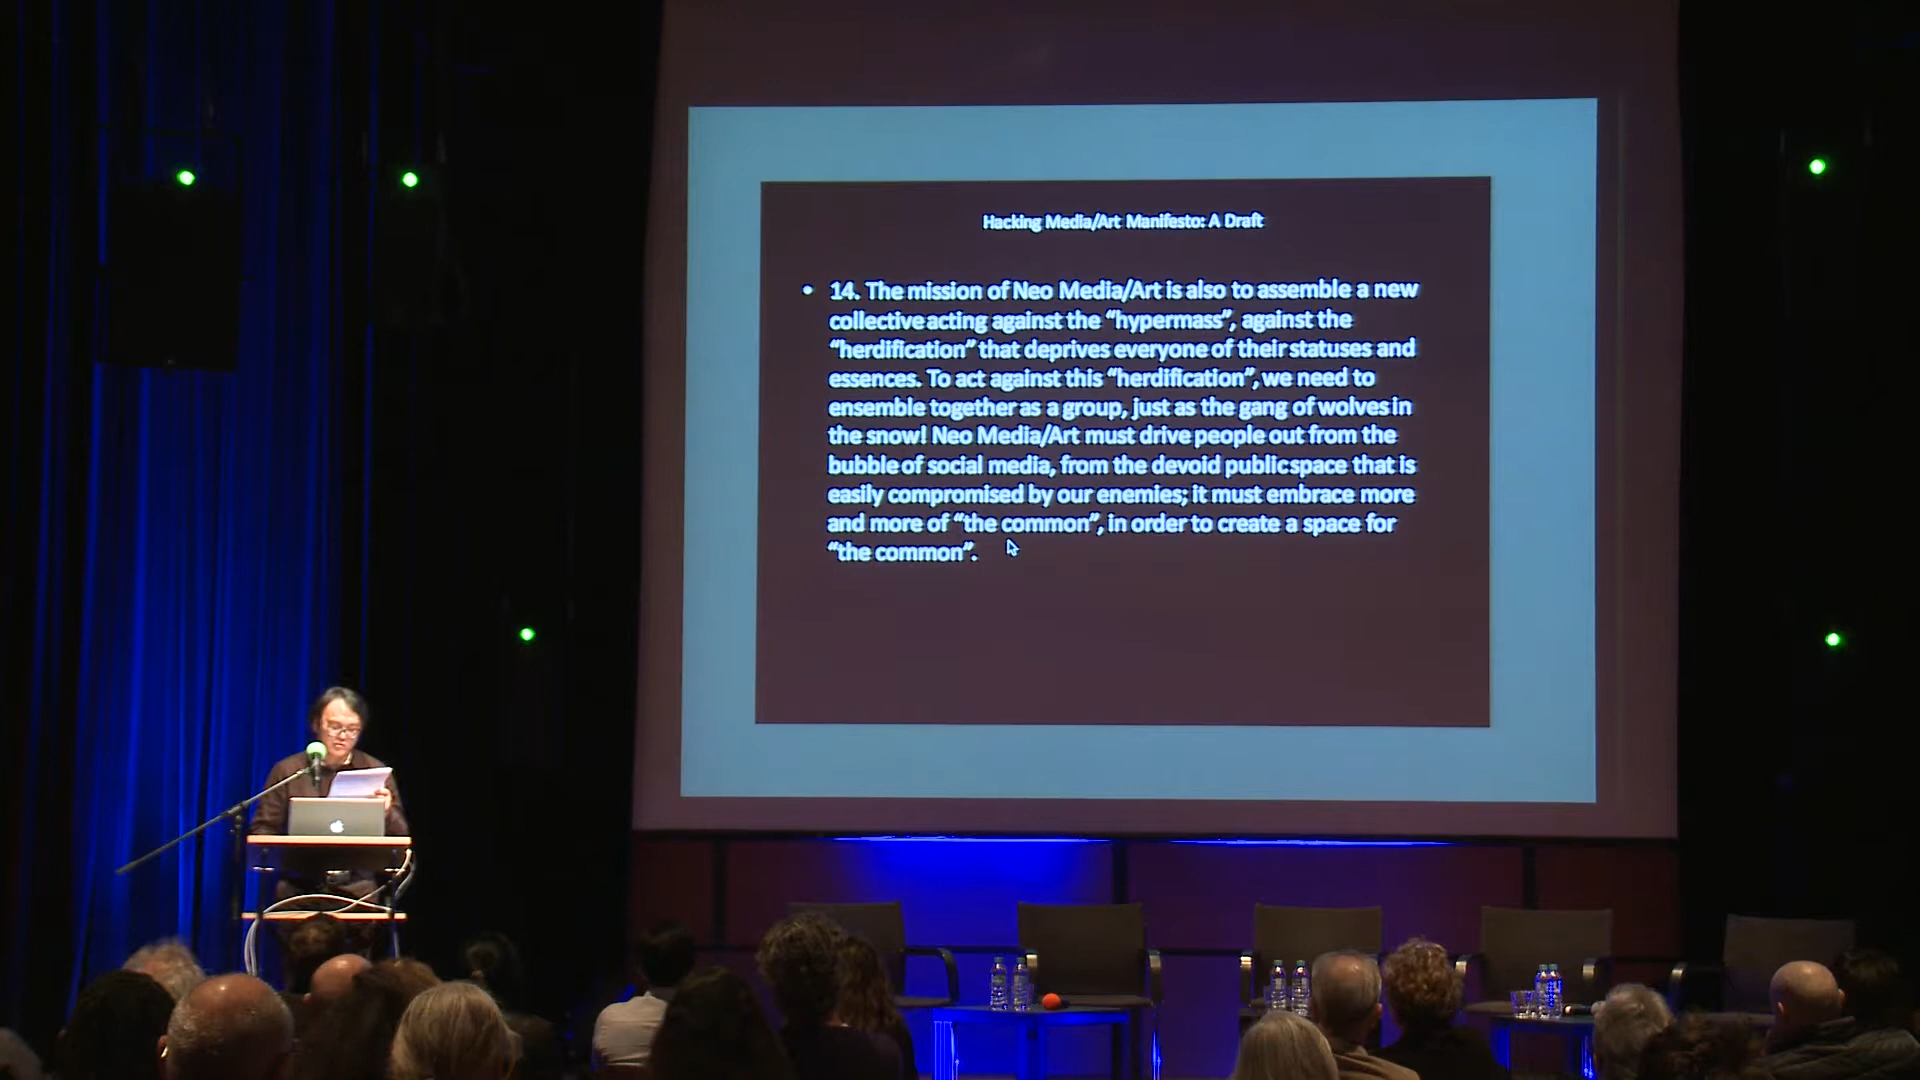 Hacking Media/Art Manifesto: A Draft
• 14. The mission of Neo Media/Art is also to assemble a new
collective acting against the “hypermass”, against the
“herdification” that deprives everyone of their statuses and
essences. To act against this “herdification”, we need to
ensemble together as a group, just as the gang of wolves in
the snow! Neo Media/Art must drive people out from the
bubble of social media, from the devoid public space that is
easily compromised by our enemies; it must embrace more
and more of “the common”, in order to create a space for
“the common”.